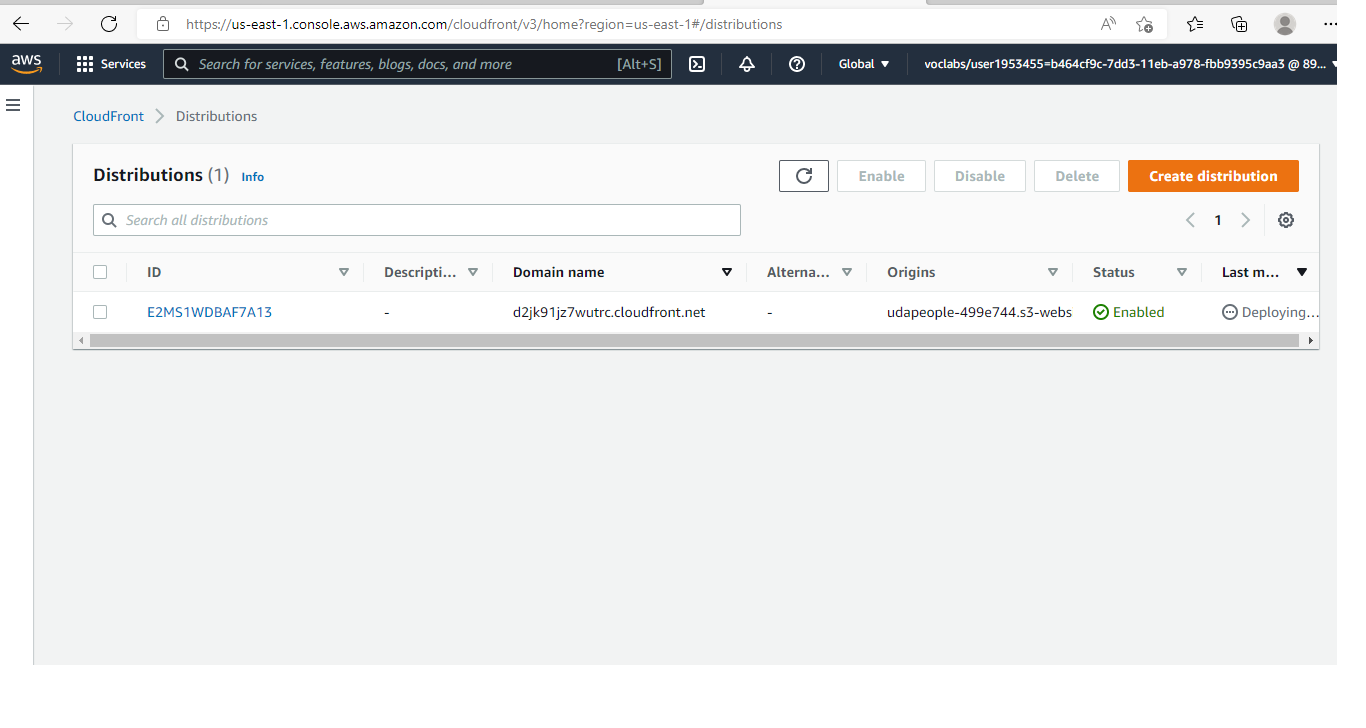 https://us-east-1.console.aws.amazon.com/cloudfront/v3/home?region=us-east-1#/distributions
aws Services Search for services, features, blogs, docs, and more [Alt+S] Global voclabs/user1953455=b464cf9c-7dd3-11eb-a978-fbb9395c9aa3 @ 89...
CloudFront Distributions
Distributions (1) Info Enable Disable Delete Create distribution
Search all distributions 1
ID Descripti... Domain name Alterna... Origins Status Last m...
E2MS1WDBAF7A13 - d2jk91jz7wutrc.cloudfront.net - udapeople-499e744.s3-webs Enabled Deploying...